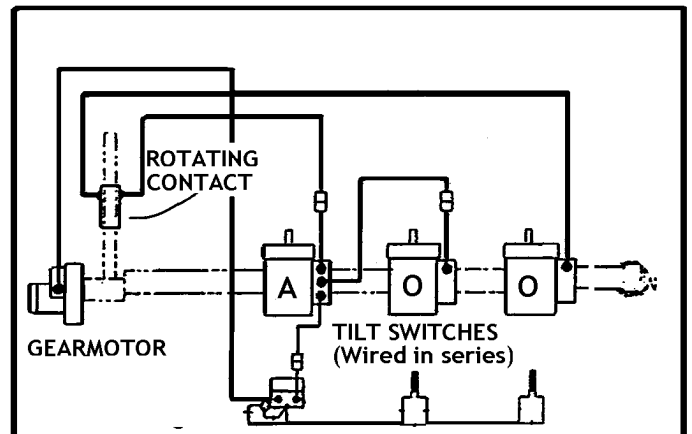 ROTATING
CONTACT
A
O
O
GEARMOTOR
TILT SWITCHES
(Wired in series)